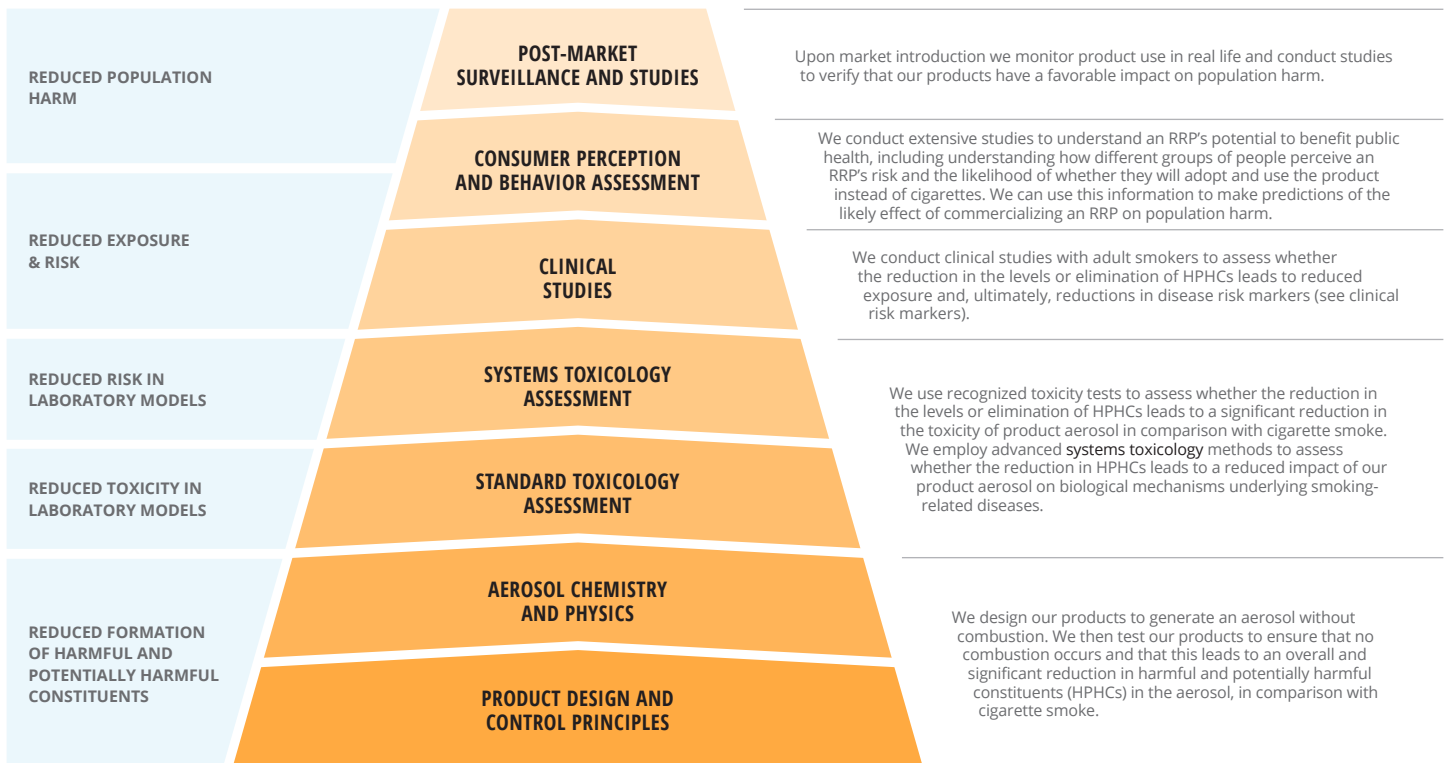 REDUCED POPULATION
HARM
POST-MARKET
SURVEILLANCE AND STUDIES
Upon market introduction we monitor product use in real life and conduct studies
to verify that our products have a favorable impact on population harm.
CONSUMER PERCEPTION
AND BEHAVIOR ASSESSMENT
We conduct extensive studies to understand an RRP's potential to benefit public
health, including understanding how different groups of people perceive an
RRP's risk and the likelihood of whether they will adopt and use the product
instead of cigarettes. We can use this information to make predictions of the
likely effect of commercializing an RRP on population harm.
REDUCED EXPOSURE
& RISK
CLINICAL
STUDIES
We conduct clinical studies with adult smokers to assess whether
the reduction in the levels or elimination of HPHCs leads to reduced
exposure and, ultimately, reductions in disease risk markers (see clinical
risk markers).
REDUCED RISK IN
LABORATORY MODELS
SYSTEMS TOXICOLOGY
ASSESSMENT
We use recognized toxicity tests to assess whether the reduction in
the levels or elimination of HPHCs leads to a significant reduction in
the toxicity of product aerosol in comparison with cigarette smoke.
We employ advanced systems toxicology methods to assess
whether the reduction in HPHCs leads to a reduced impact of our
product aerosol on biological mechanisms underlying smoking-
related diseases.
REDUCED TOXICITY IN
LABORATORY MODELS
STANDARD TOXICOLOGY
ASSESSMENT
REDUCED FORMATION
OF HARMFUL AND
POTENTIALLY HARMFUL
CONSTITUENTS
AEROSOL CHEMISTRY
AND PHYSICS
PRODUCT DESIGN AND
CONTROL PRINCIPLES
We design our products to generate an aerosol without
combustion. We then test our products to ensure that no
combustion occurs and that this leads to an overall and
significant reduction in harmful and potentially harmful
constituents (HPHCs) in the aerosol, in comparison with
cigarette smoke.